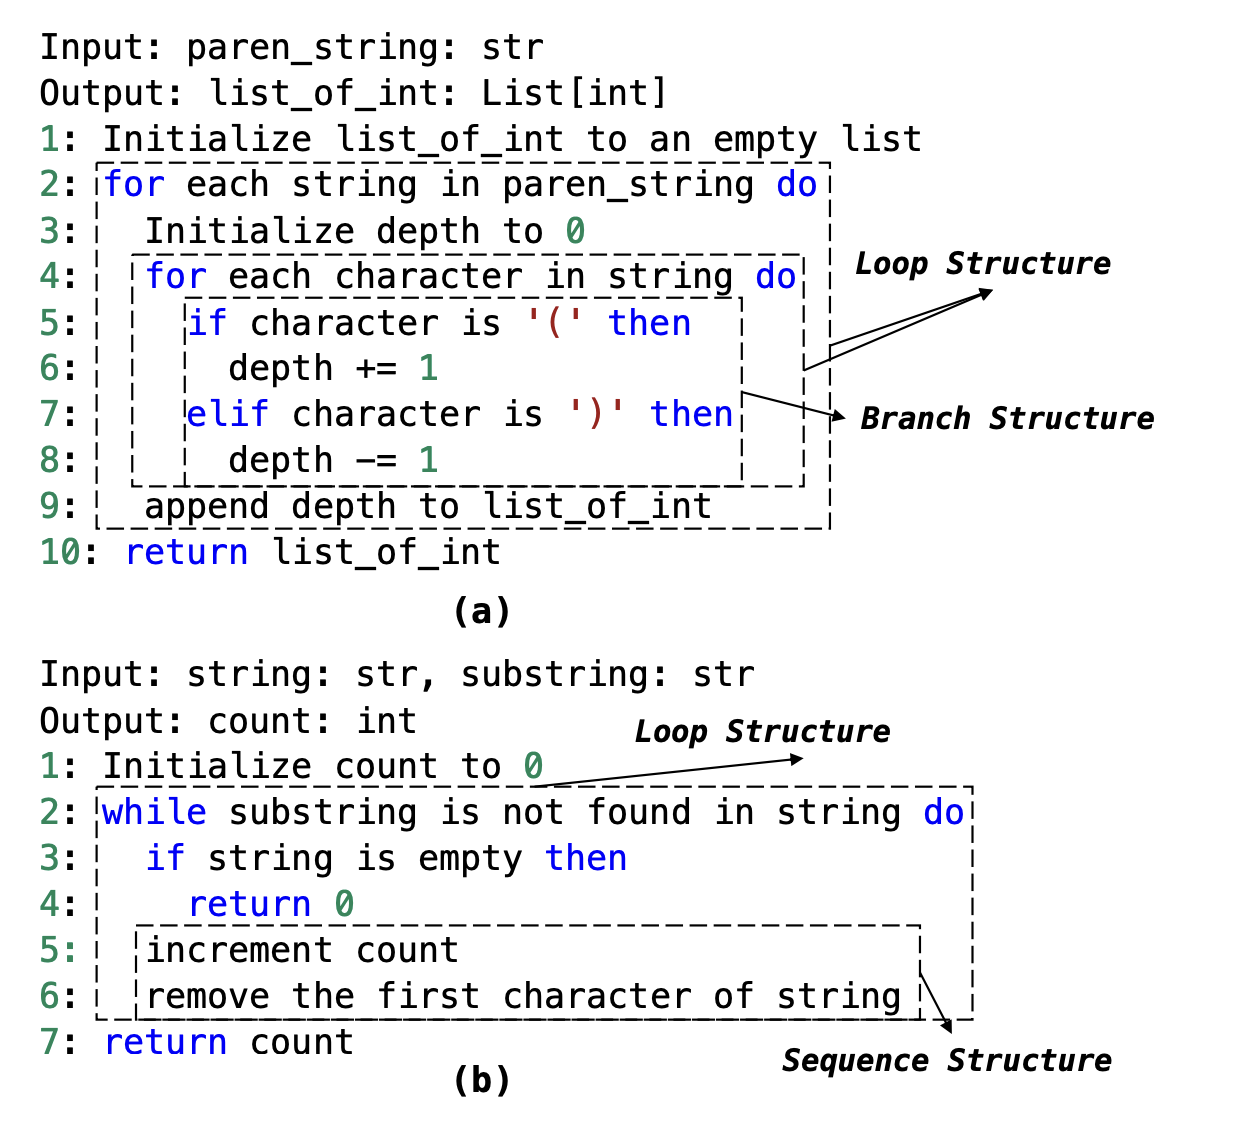 Input: paren_string: str
Output: list_of_int: List[int]
1: Initialize list_of_int to an empty list
2: for each string in paren_string do
3: Initialize depth to 0
4: for each character in string do
Loop Structure
5: if character is '(' then
6: depth += 1
7: elif character is ')' then
Branch Structure
8: depth −= 1
9: append depth to list_of_int
10: return list_of_int
(a)
Input: string: str, substring: str
Output: count: int
Loop Structure
1: Initialize count to 0
2: while substring is not found in string do
3: if string is empty then
4: return 0
5: increment count
6: remove the first character of string
7: return count
Sequence Structure
(b)